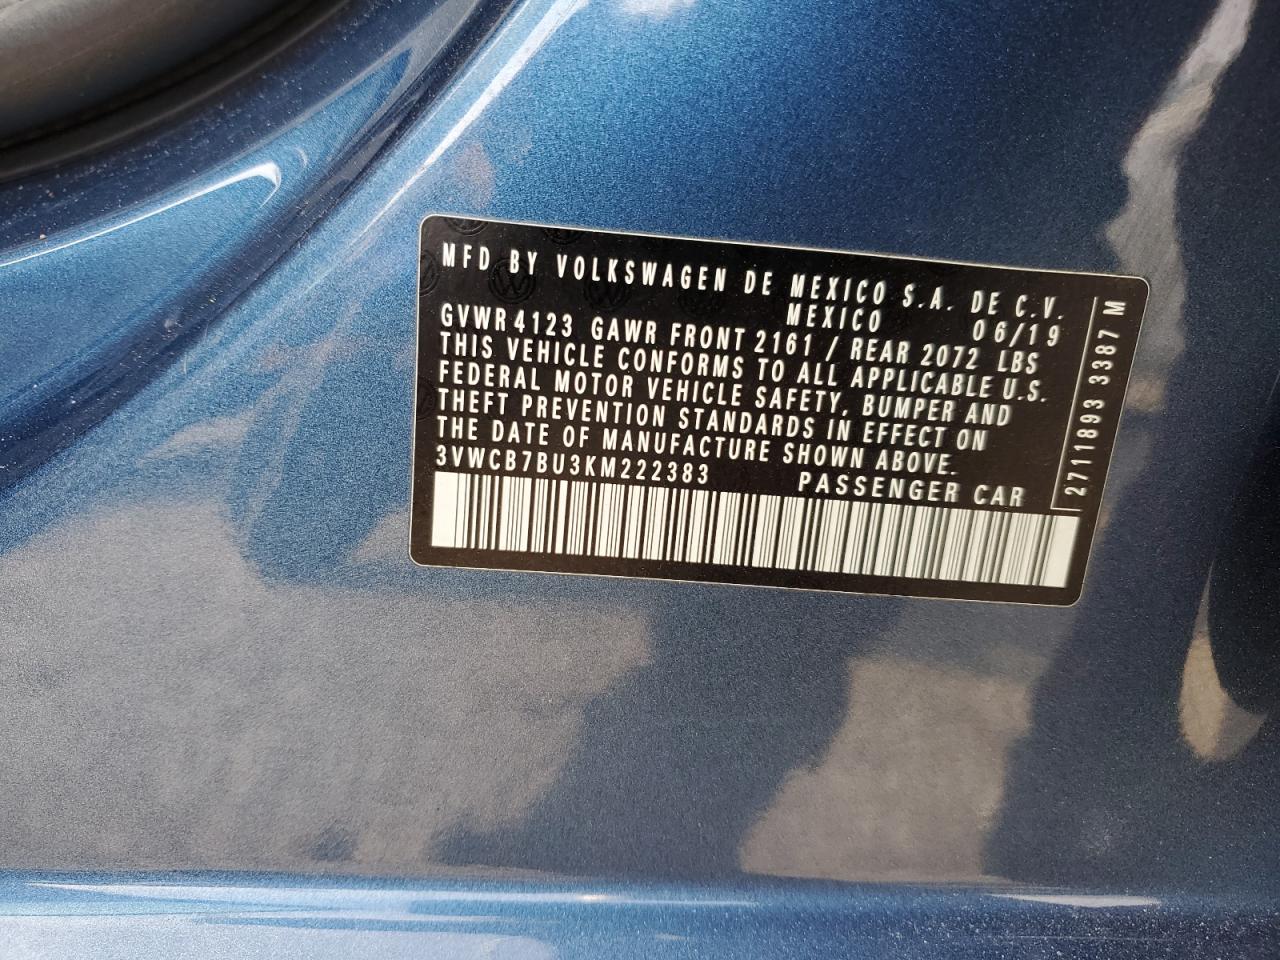 MFD BY VOLKSWAGEN DE MEXICO S.A. DE C.V.
MEXICO 06/19
GVWR 4123 GAWR FRONT 2161 / REAR 2072 LBS
THIS VEHICLE CONFORMS TO ALL APPLICABLE U.S.
FEDERAL MOTOR VEHICLE SAFETY, BUMPER AND
THEFT PREVENTION STANDARDS IN EFFECT ON
THE DATE OF MANUFACTURE SHOWN ABOVE.
3VWCB7BU3KM222383 PASSENGER CAR
2711893 3387 M